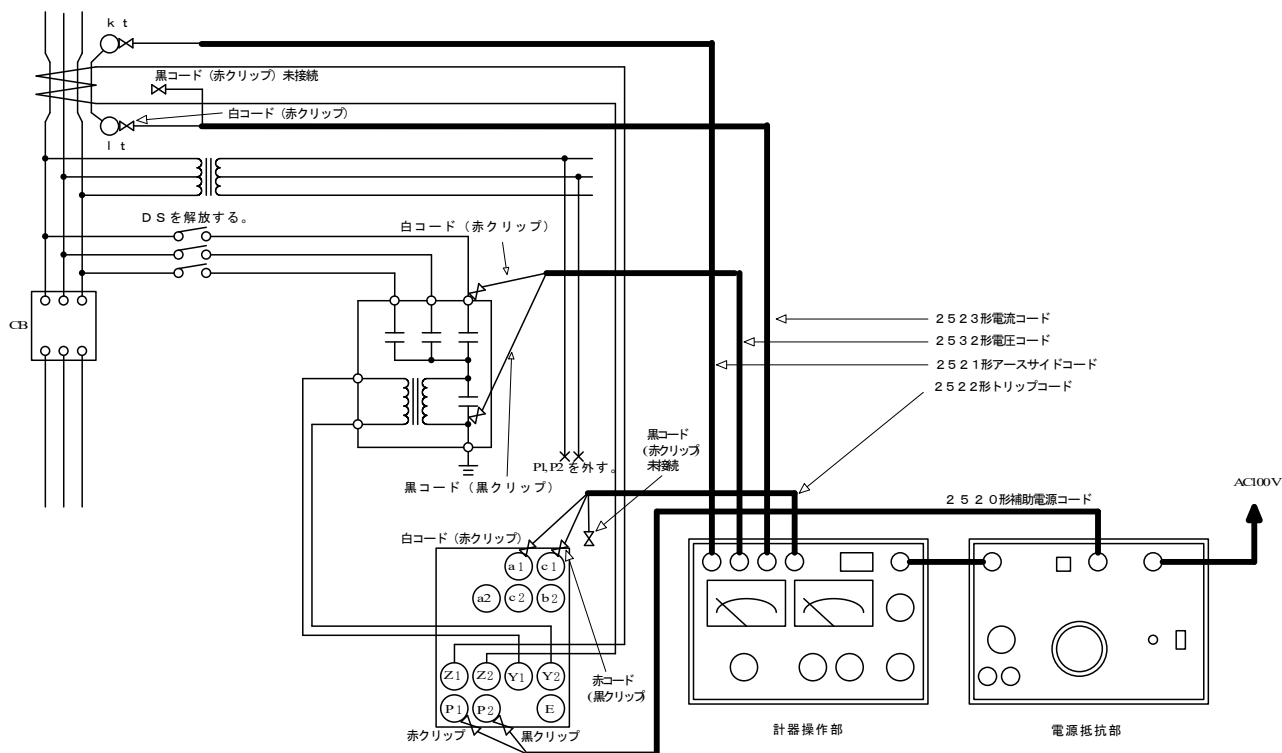 k t
黒コード（赤クリップ）未接続
白コード（赤クリップ）
l t
ＤＳを解放する。
白コード（赤クリップ）
CB
２５２３形電流コード
２５３２形電圧コード
２５２１形アースサイドコード
２５２２形トリップコード
黒コード
(赤クリップ)
未接続
P1,P2 を外す。
黒コード（黒クリップ）
２５２０形補助電源コード
AC100V
白コード（赤クリップ）
a1
c1
a2
c2
b2
赤コード
(黒クリップ)
Z1
Z2
Y1
Y2
P1
P2
E
赤クリップ
黒クリップ
計器操作部
電源抵抗部